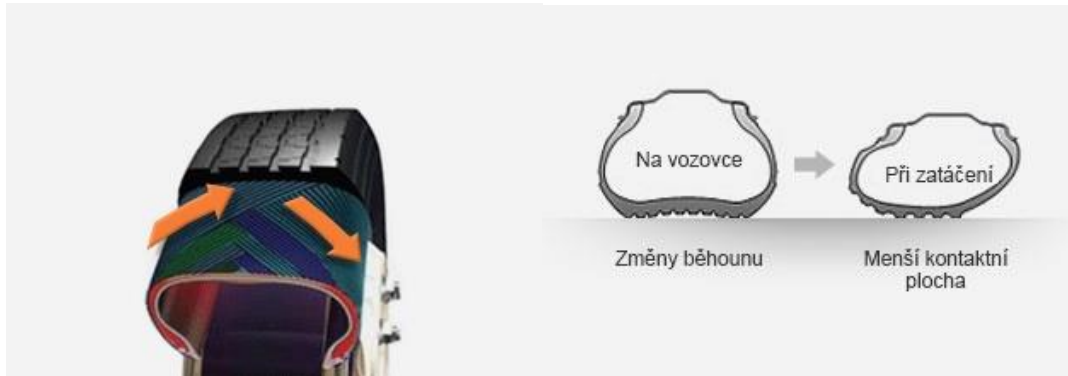 Na vozovce
Při zatáčení
Změny běhounu
Menší kontaktní
plocha